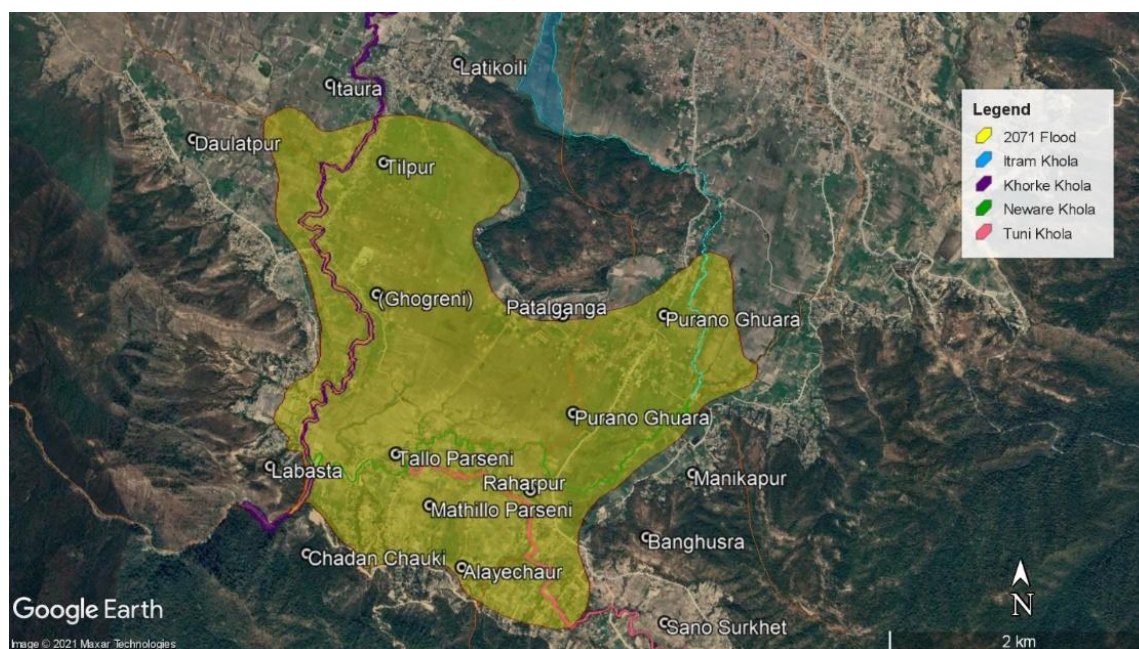 Latikoili
Itaura
Daulatpur
Tilpur
(Ghogreni)
Patalganga
Purano Ghuara
Purano Ghuara
Tallo Parseni
Labasta
Raharpur
Manikapur
Mathillo Parseni
Banghusra
Chadan Chauki
Alayechaur
Sano Surkhet
Legend
2071 Flood
Itram Khola
Khorke Khola
Neware Khola
Tuni Khola
N
2 km
Google Earth
Image © 2021 Maxar Technologies